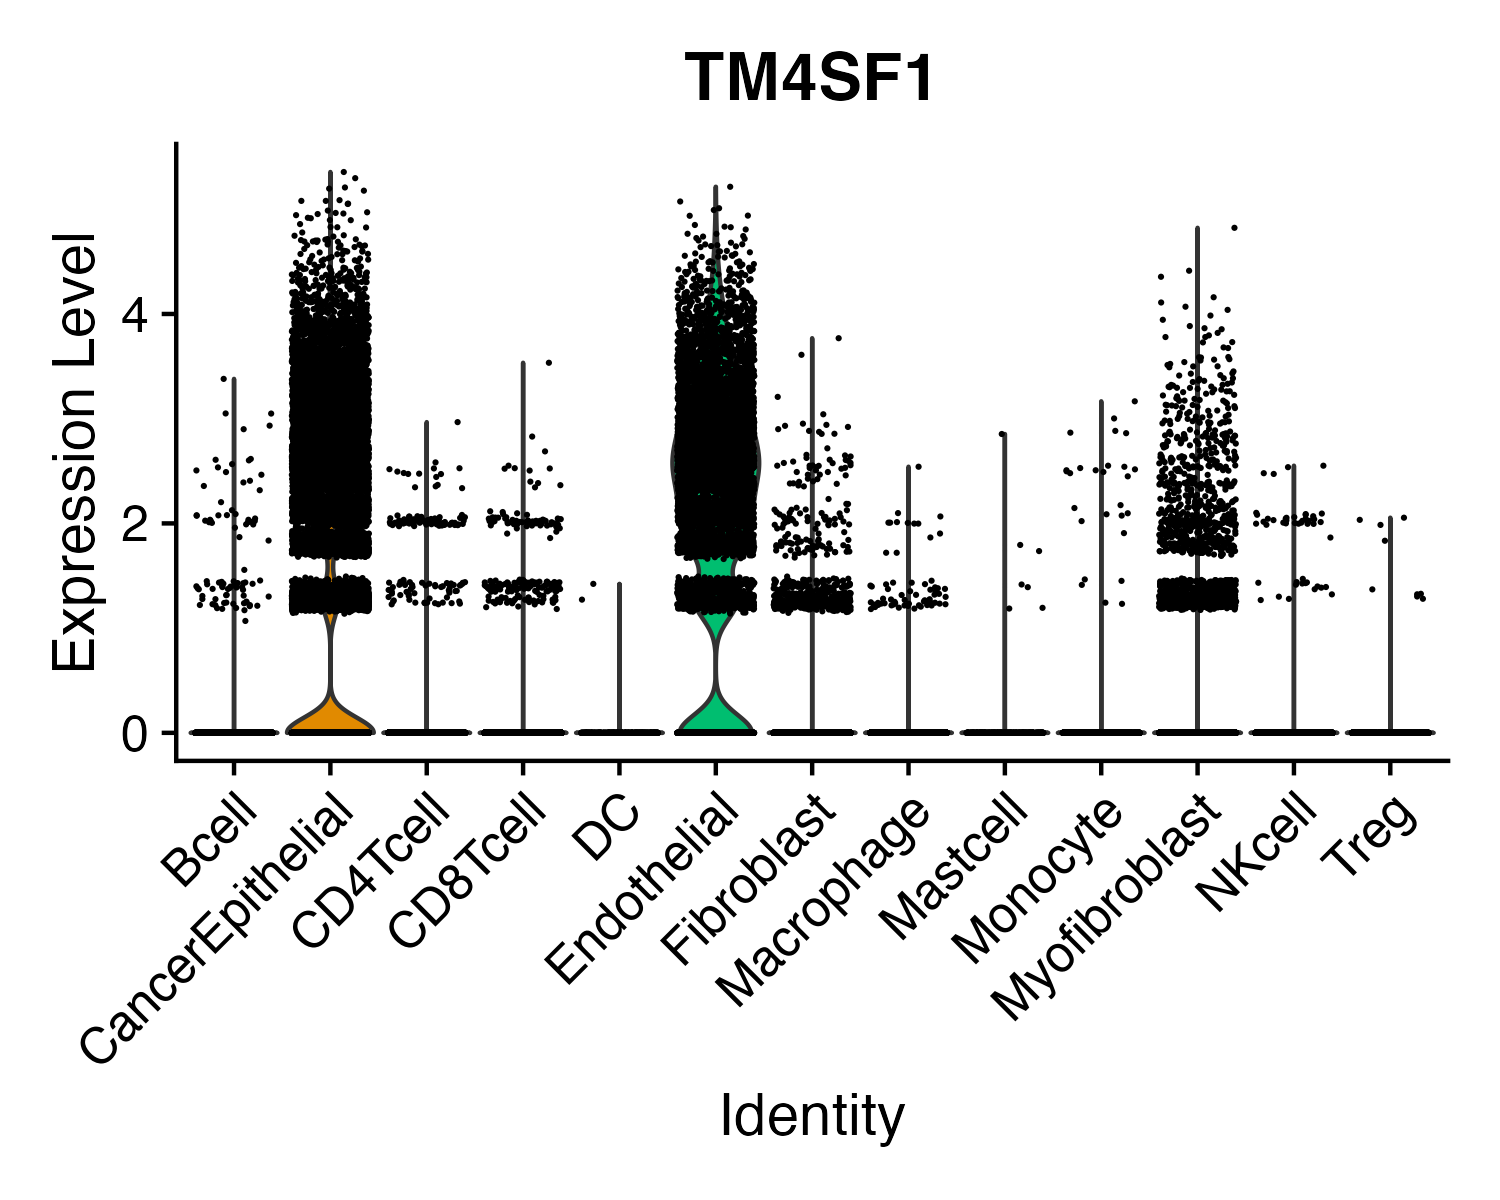 TM4SF1
Expression Level
4
2
0
Bcell
CancerEpithelial
CD4Tcell
CD8Tcell
DC
Endothelial
Fibroblast
Macrophage
Mastcell
Monocyte
Myofibroblast
NKcell
Treg
Identity